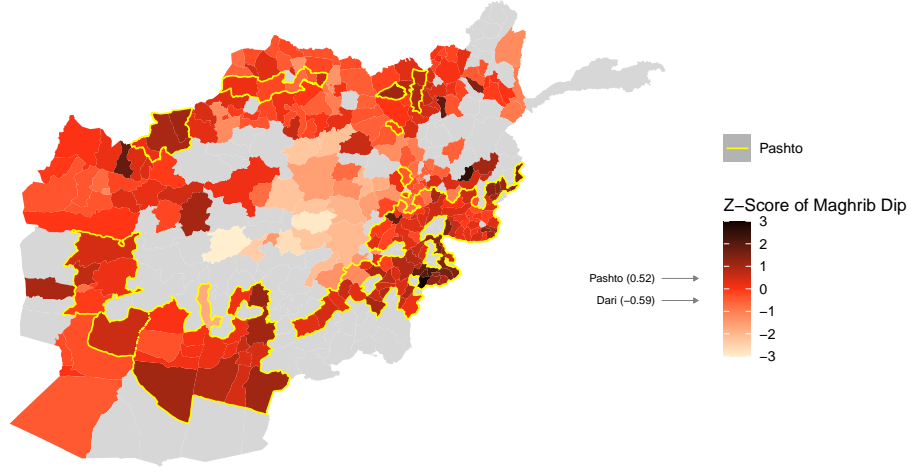 Pashto
Z−Score of Maghrib Dip
3
2
1
0
−1
−2
−3
Pashto (0.52)
Dari (−0.59)